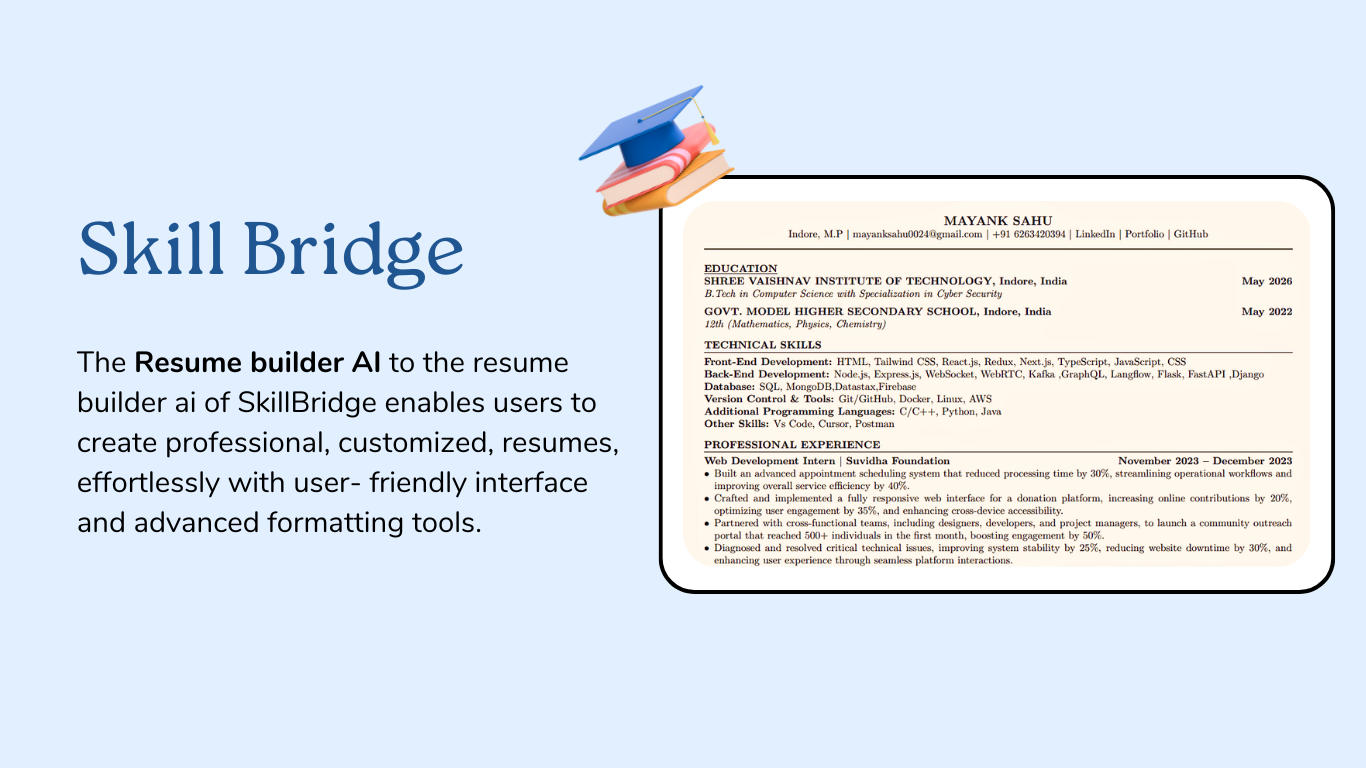 Skill Bridge
The Resume builder AI to the resume
builder ai of SkillBridge enables users to
create professional, customized, resumes,
effortlessly with user- friendly interface
and advanced formatting tools.
MAYANK SAHU
Indore, M.P | mayanksahu0024@gmail.com | +91 6263420394 | LinkedIn | Portfolio | GitHub
EDUCATION
SHREE VAISHNAV INSTITUTE OF TECHNOLOGY, Indore, India May 2026
B.Tech in Computer Science with Specialization in Cyber Security
GOVT. MODEL HIGHER SECONDARY SCHOOL, Indore, India May 2022
12th (Mathematics, Physics, Chemistry)
TECHNICAL SKILLS
Front-End Development: HTML, Tailwind CSS, React.js, Redux, Next.js, TypeScript, JavaScript, CSS
Back-End Development: Node.js, Express.js, WebSocket, WebRTC, Kafka ,GraphQL, Langflow, Flask, FastAPI ,Django
Database: SQL, MongoDB,Datastax,Firebase
Version Control & Tools: Git/GitHub, Docker, Linux, AWS
Additional Programming Languages: C/C++, Python, Java
Other Skills: Vs Code, Cursor, Postman
PROFESSIONAL EXPERIENCE
Web Development Intern | Suvidha Foundation November 2023 – December 2023
• Built an advanced appointment scheduling system that reduced processing time by 30%, streamlining operational workflows and
improving overall service efficiency by 40%.
• Crafted and implemented a fully responsive web interface for a donation platform, increasing online contributions by 20%,
optimizing user engagement by 35%, and enhancing cross-device accessibility.
• Partnered with cross-functional teams, including designers, developers, and project managers, to launch a community outreach
portal that reached 500+ individuals in the first month, boosting engagement by 50%.
• Diagnosed and resolved critical technical issues, improving system stability by 25%, reducing website downtime by 30%, and
enhancing user experience through seamless platform interactions.